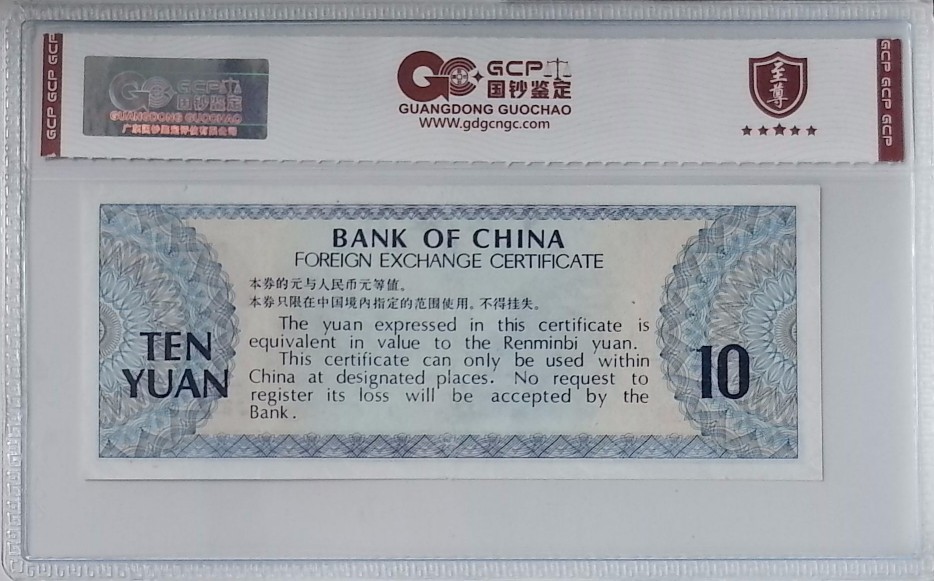 GCP GCP GCP
GCP
国钞鉴定
GUANGDONG GUOCHAO
广东国钞鉴定评估有限公司
GCP
国钞鉴定
GUANGDONG GUOCHAO
WWW.gdgcngc.com
至尊
GCP GCP GCP
BANK OF CHINA
FOREIGN EXCHANGE CERTIFICATE
本券的元与人民币元等值。
本券只限在中国境内指定的范围使用。不得挂失。
The yuan expressed in this certificate is
equivalent in value to the Renminbi yuan.
This certificate can only be used within
China at designated places. No request to
register its loss will be accepted by the
Bank.
TEN
YUAN
10